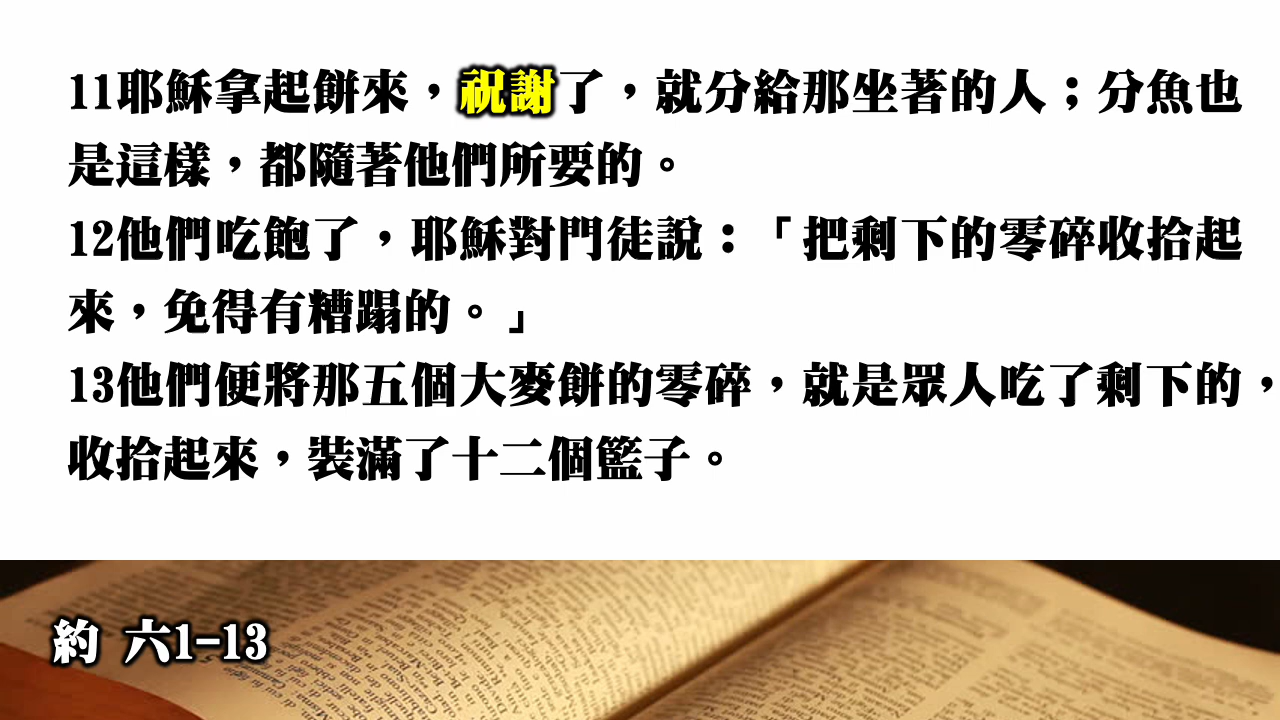 11耶穌拿起餅來，祝謝了，就分給那坐著的人；分魚也
是這樣，都隨著他們所要的。
12他們吃飽了，耶穌對門徒說：「把剩下的零碎收拾起
來，免得有糟蹋的。」
13他們便將那五個大麥餅的零碎，就是眾人吃了剩下的，
收拾起來，裝滿了十二個籃子。
約 六1-13